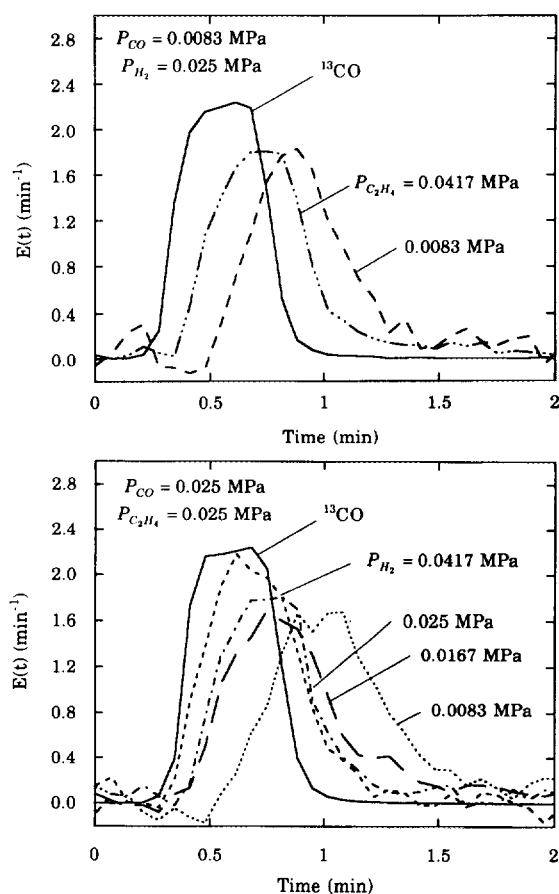 P_CO = 0.0083 MPa
P_H2 = 0.025 MPa
¹³CO
P_C2H4 = 0.0417 MPa
0.0083 MPa
2.8
2.4
2.0
1.6
1.2
0.8
0.4
0.0
E(t) (min⁻¹)
0
0.5
1
1.5
2
Time (min)
P_CO = 0.025 MPa
P_C2H4 = 0.025 MPa
¹³CO
P_H2 = 0.0417 MPa
0.025 MPa
0.0167 MPa
0.0083 MPa
2.8
2.4
2.0
1.6
1.2
0.8
0.4
0.0
E(t) (min⁻¹)
0
0.5
1
1.5
2
Time (min)